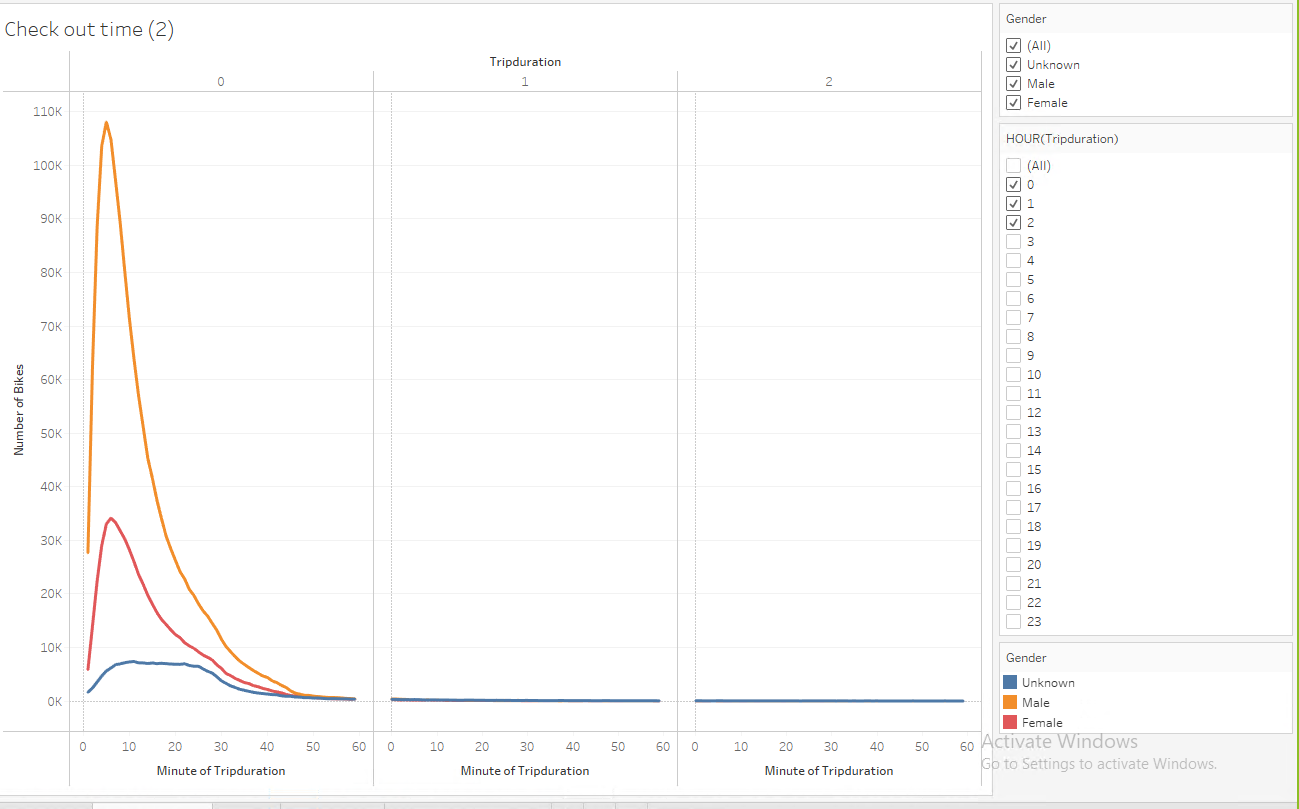 Check out time (2)
Tripduration
0 1 2
110K
100K
90K
80K
70K
60K
50K
40K
30K
20K
10K
0K
Number of Bikes
0 10 20 30 40 50 60 0 10 20 30 40 50 60 0 10 20 30 40 50 60
Minute of Tripduration Minute of Tripduration Minute of Tripduration
Gender
(All)
Unknown
Male
Female
HOUR(Tripduration)
(All)
0
1
2
3
4
5
6
7
8
9
10
11
12
13
14
15
16
17
18
19
20
21
22
23
Gender
Unknown
Male
Female
Activate Windows
Go to Settings to activate Windows.